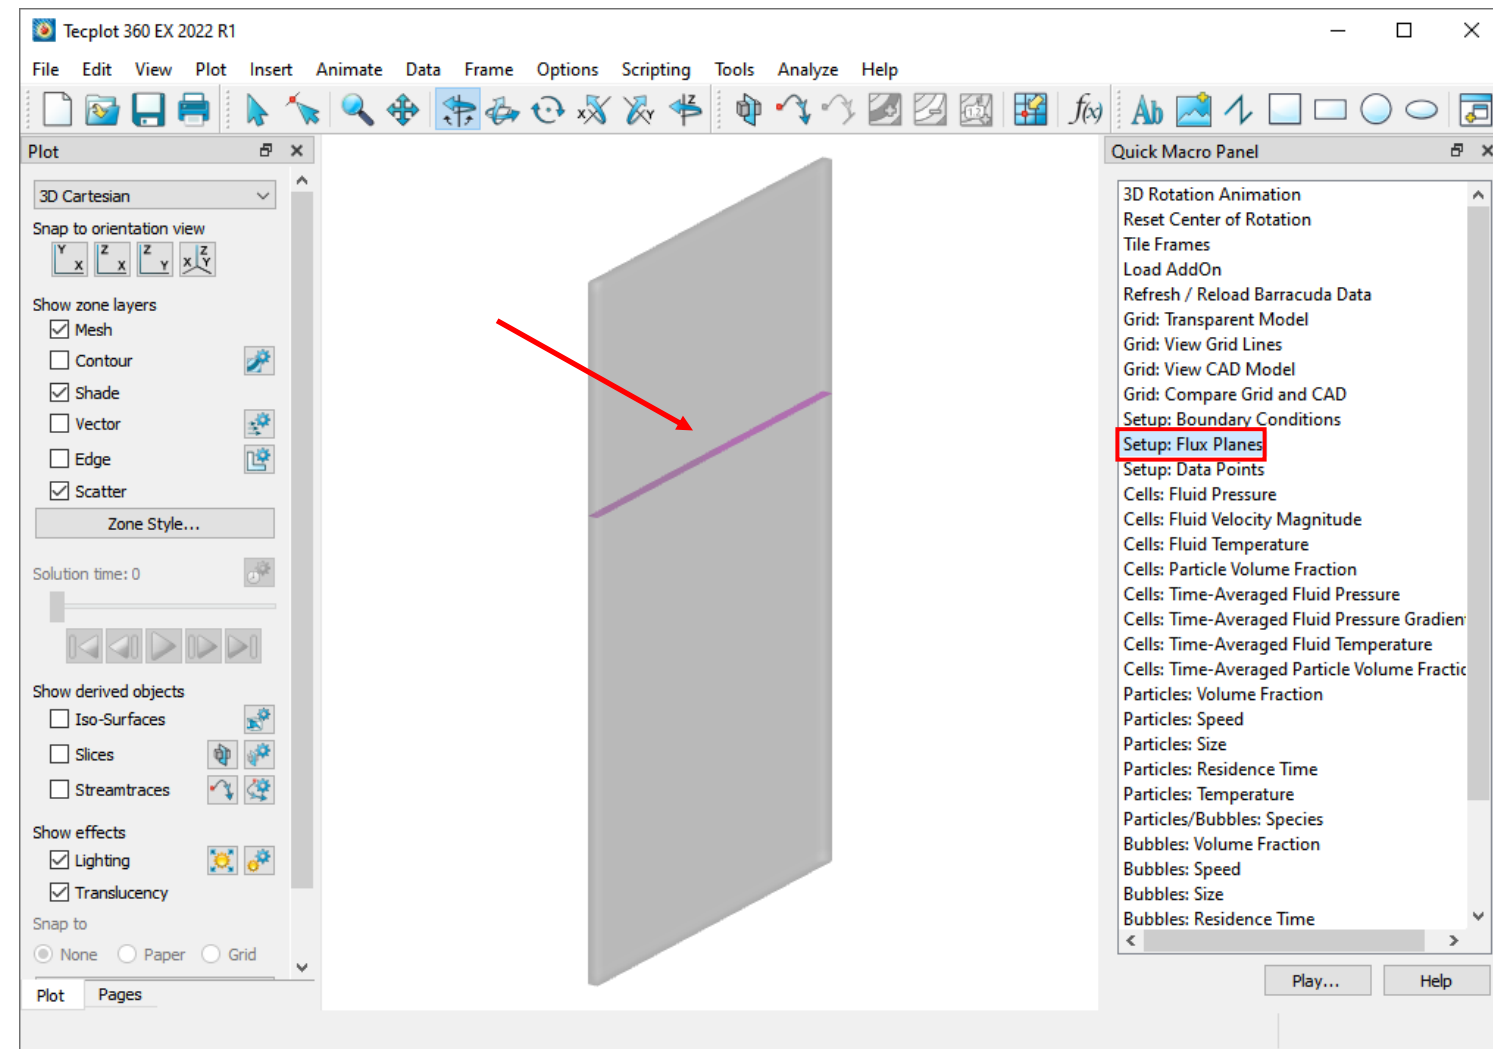 Tecplot 360 EX 2022 R1
File Edit View Plot Insert Animate Data Frame Options Scripting Tools Analyze Help
Plot
3D Cartesian
Snap to orientation view
Y X Z X Z Y X Z Y
Show zone layers
Mesh
Contour
Shade
Vector
Edge
Scatter
Zone Style...
Solution time: 0
Show derived objects
Iso-Surfaces
Slices
Streamtraces
Show effects
Lighting
Translucency
Snap to
None Paper Grid
Plot Pages
Quick Macro Panel
3D Rotation Animation
Reset Center of Rotation
Tile Frames
Load AddOn
Refresh / Reload Barracuda Data
Grid: Transparent Model
Grid: View Grid Lines
Grid: View CAD Model
Grid: Compare Grid and CAD
Setup: Boundary Conditions
Setup: Flux Planes
Setup: Data Points
Cells: Fluid Pressure
Cells: Fluid Velocity Magnitude
Cells: Fluid Temperature
Cells: Particle Volume Fraction
Cells: Time-Averaged Fluid Pressure
Cells: Time-Averaged Fluid Pressure Gradien
Cells: Time-Averaged Fluid Temperature
Cells: Time-Averaged Particle Volume Fractic
Particles: Volume Fraction
Particles: Speed
Particles: Size
Particles: Residence Time
Particles: Temperature
Particles/Bubbles: Species
Bubbles: Volume Fraction
Bubbles: Speed
Bubbles: Size
Bubbles: Residence Time
Play... Help